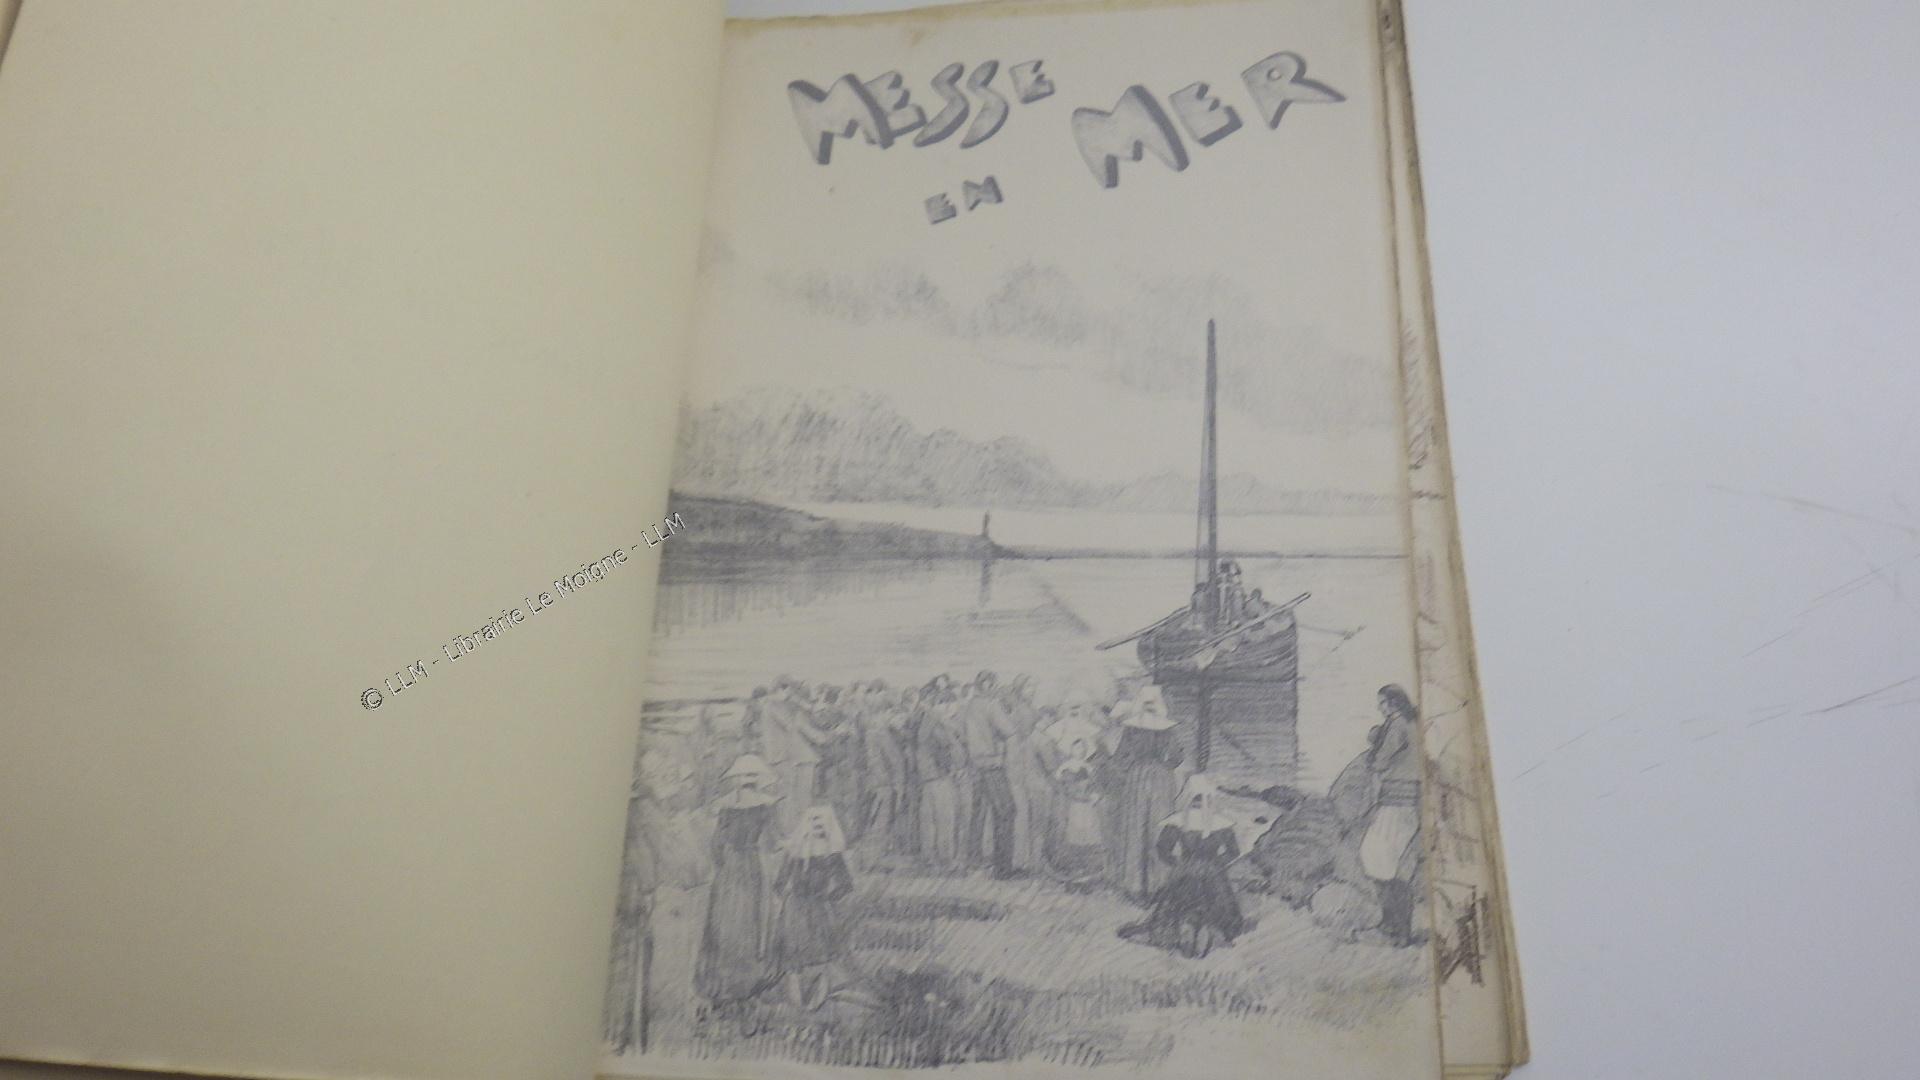 MESSE
EN
MER
© LLM - Librairie Le Moigne - LLM